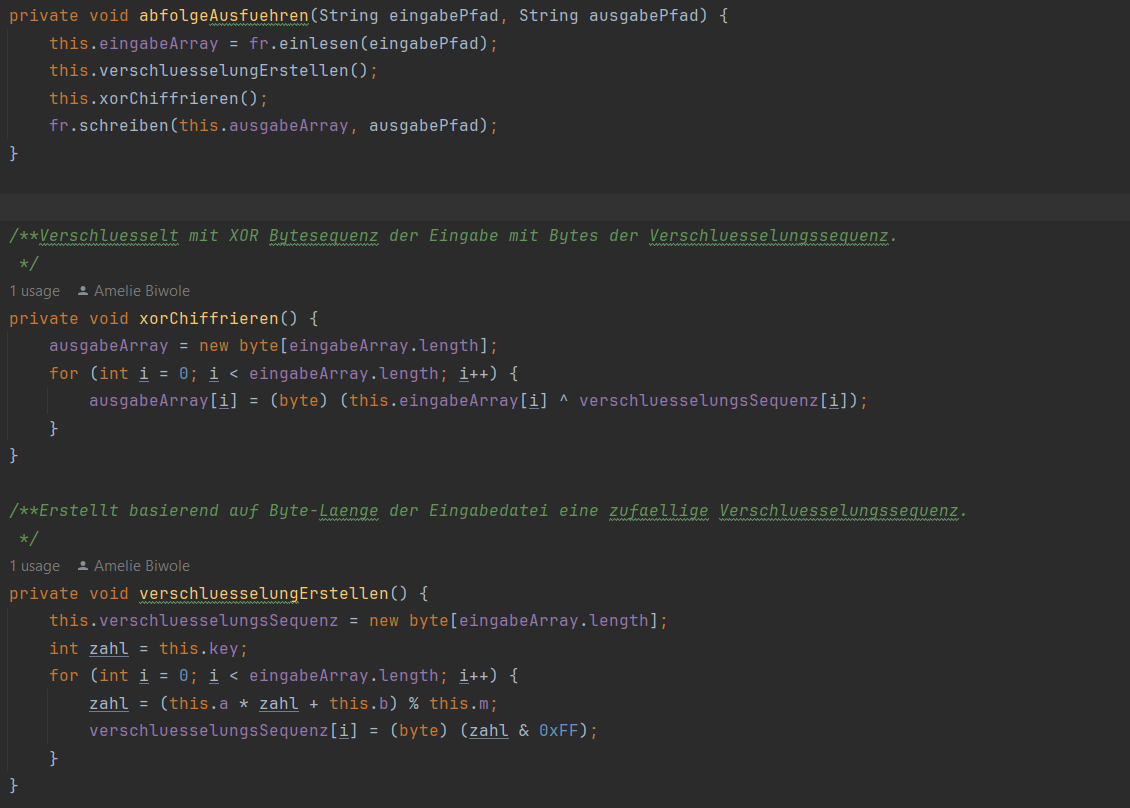 private void abfolgeAusfuehren(String eingabePfad, String ausgabePfad) {
this.eingabeArray = fr.einlesen(eingabePfad);
this.verschluesselungErstellen();
this.xorChiffrieren();
fr.schreiben(this.ausgabeArray, ausgabePfad);
}
/**Verschluesselt mit XOR Bytesequenz der Eingabe mit Bytes der Verschluesselungssequenz.
*/
1 usage Amelie Biwole
private void xorChiffrieren() {
ausgabeArray = new byte[eingabeArray.length];
for (int i = 0; i < eingabeArray.length; i++) {
ausgabeArray[i] = (byte) (this.eingabeArray[i] ^ verschluesselungsSequenz[i]);
}
}
/**Erstellt basierend auf Byte-Laenge der Eingabedatei eine zufaellige Verschluesselungssequenz.
*/
1 usage Amelie Biwole
private void verschluesselungErstellen() {
this.verschluesselungsSequenz = new byte[eingabeArray.length];
int zahl = this.key;
for (int i = 0; i < eingabeArray.length; i++) {
zahl = (this.a * zahl + this.b) % this.m;
verschluesselungsSequenz[i] = (byte) (zahl & 0xFF);
}
}